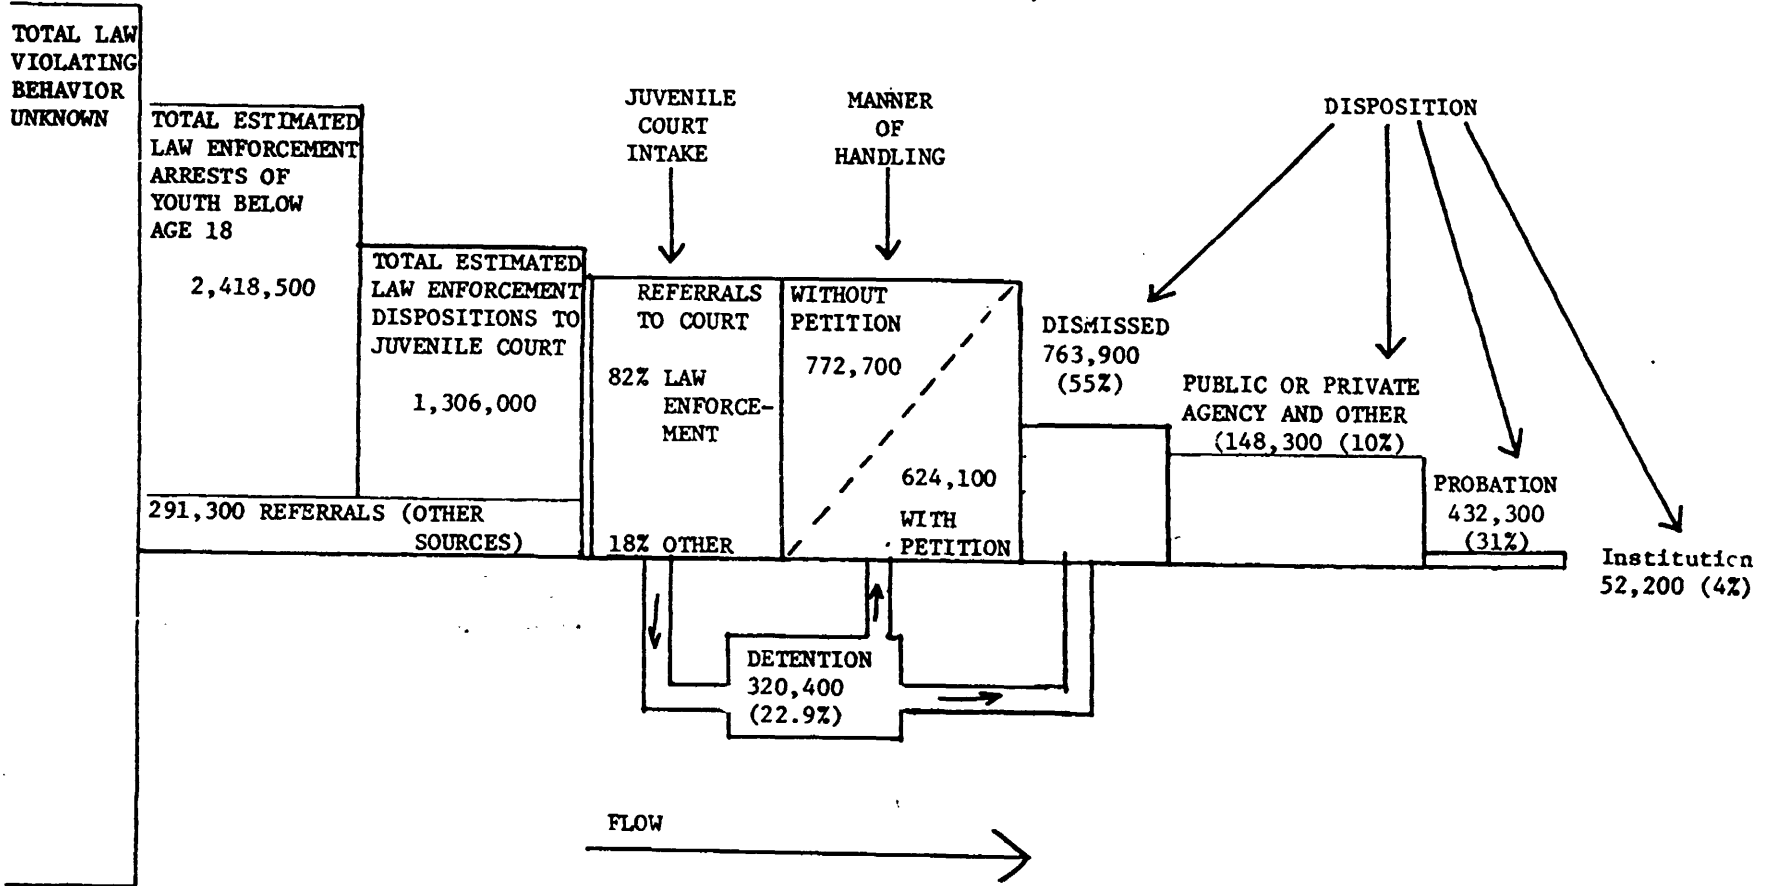 TOTAL LAW
VIOLATING
BEHAVIOR
UNKNOWN
TOTAL ESTIMATED
LAW ENFORCEMENT
ARRESTS OF
YOUTH BELOW
AGE 18
2,418,500
TOTAL ESTIMATED
LAW ENFORCEMENT
DISPOSITIONS TO
JUVENILE COURT
1,306,000
291,300 REFERRALS (OTHER
SOURCES)
JUVENILE
COURT
INTAKE
REFERRALS
TO COURT
82% LAW
ENFORCE-
MENT
18% OTHER
MANNER
OF
HANDLING
WITHOUT
PETITION
772,700
624,100
WITH
PETITION
DETENTION
320,400
(22.9%)
DISPOSITION
DISMISSED
763,900
(55%)
PUBLIC OR PRIVATE
AGENCY AND OTHER
(148,300 (10%)
PROBATION
432,300
(31%)
Institution
52,200 (4%)
FLOW